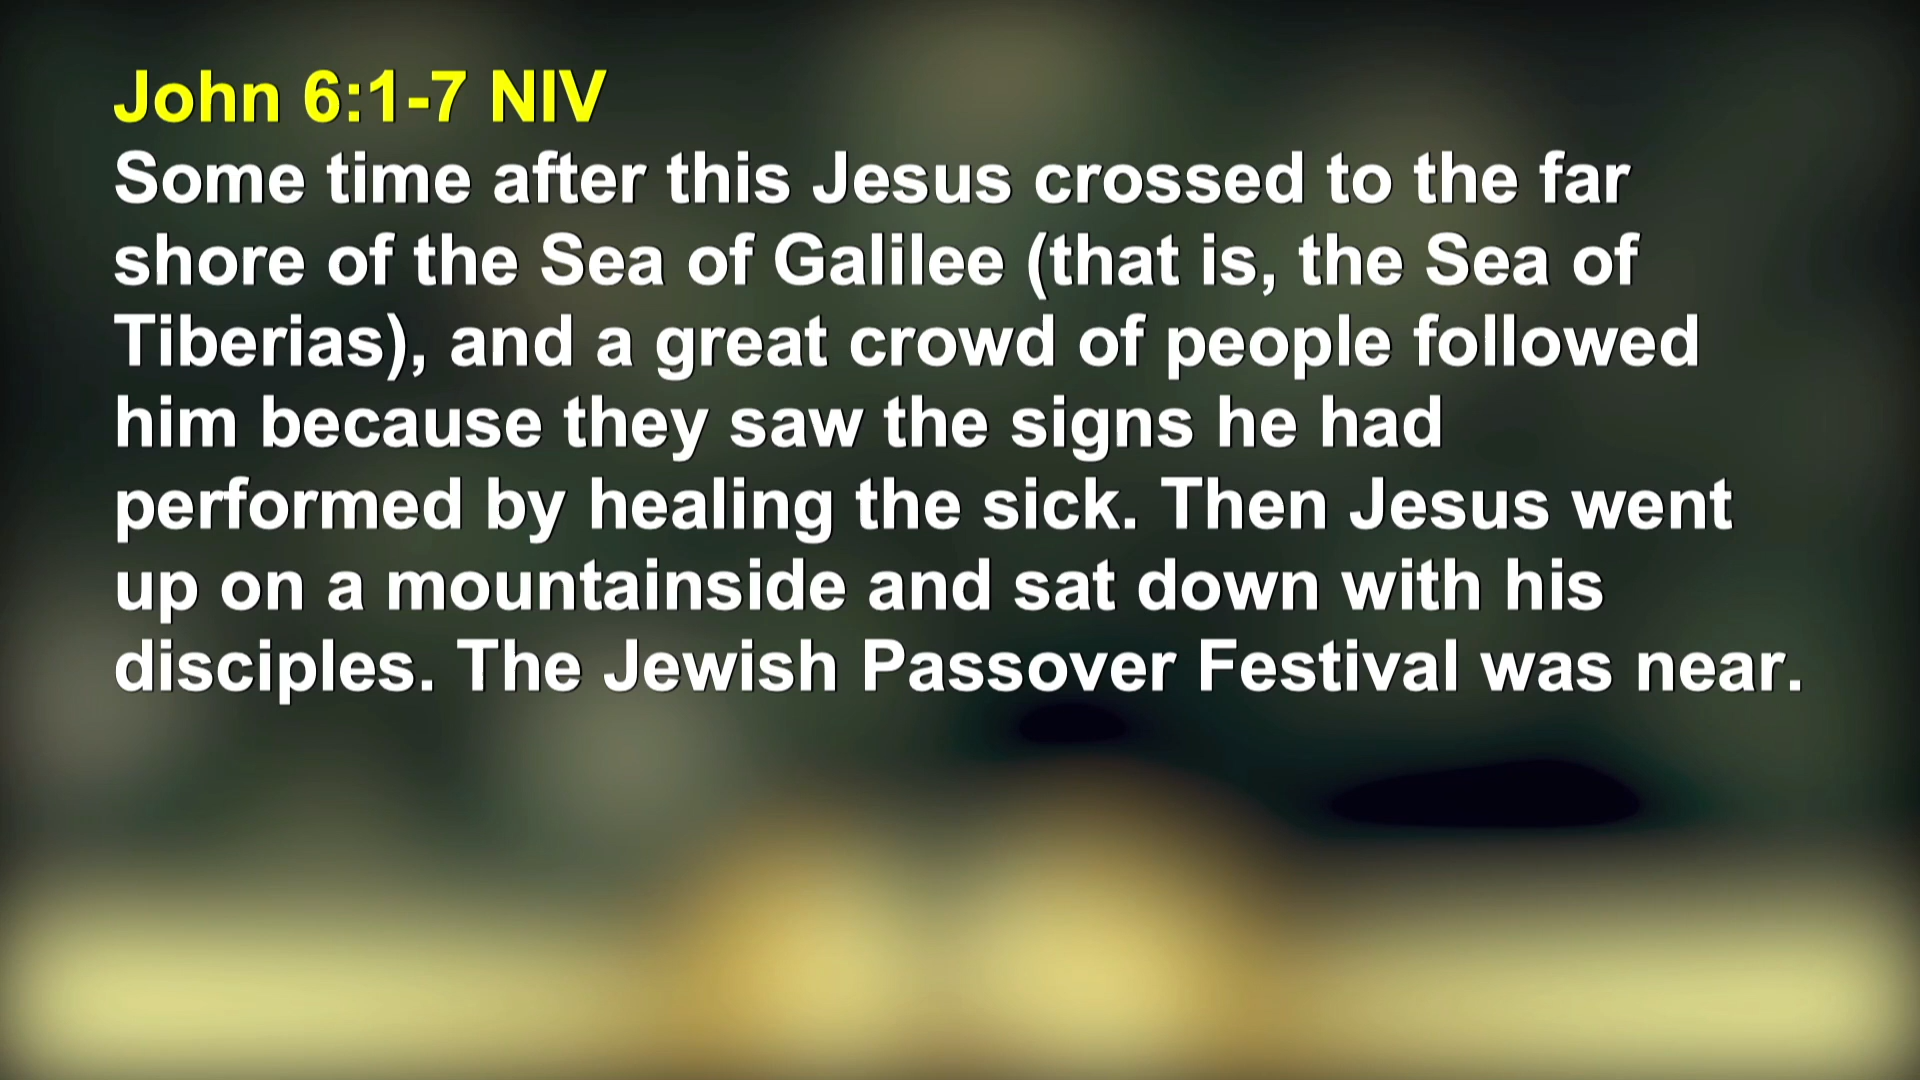 John 6:1-7 NIV
Some time after this Jesus crossed to the far
shore of the Sea of Galilee (that is, the Sea of
Tiberias), and a great crowd of people followed
him because they saw the signs he had
performed by healing the sick. Then Jesus went
up on a mountainside and sat down with his
disciples. The Jewish Passover Festival was near.